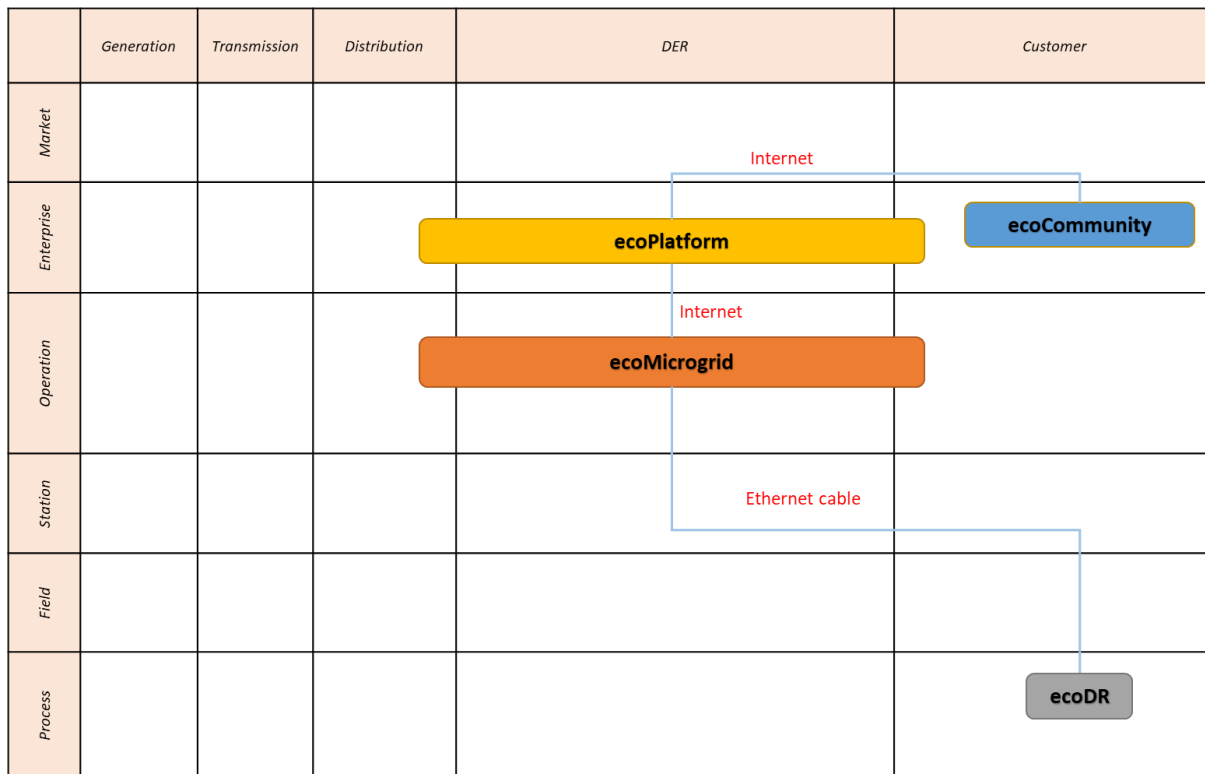 Generation
Transmission
Distribution
DER
Customer
Market
Internet
Enterprise
ecoPlatform
ecoCommunity
Internet
Operation
ecoMicrogrid
Station
Ethernet cable
Field
Process
ecoDR